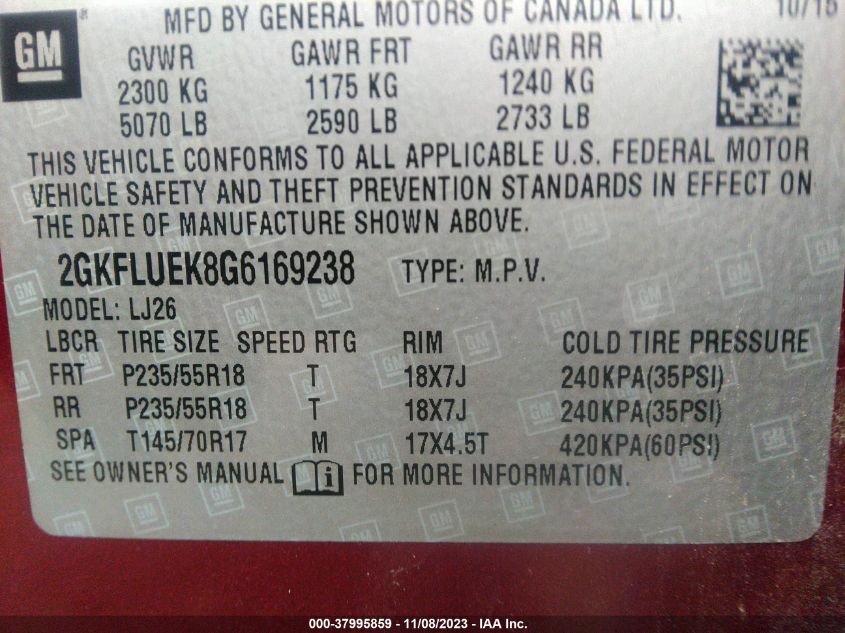 GM
MFD BY GENERAL MOTORS OF CANADA LTD. 10/15
GVWR GAWR FRT GAWR RR
2300 KG 1175 KG 1240 KG
5070 LB 2590 LB 2733 LB
THIS VEHICLE CONFORMS TO ALL APPLICABLE U.S. FEDERAL MOTOR
VEHICLE SAFETY AND THEFT PREVENTION STANDARDS IN EFFECT ON
THE DATE OF MANUFACTURE SHOWN ABOVE.
2GKFLUEK8G6169238 TYPE: M.P.V.
MODEL: LJ26
LBCR TIRE SIZE SPEED RTG RIM COLD TIRE PRESSURE
FRT P235/55R18 T 18X7J 240KPA(35PSI)
RR P235/55R18 T 18X7J 240KPA(35PSI)
SPA T145/70R17 M 17X4.5T 420KPA(60PSI)
SEE OWNER'S MANUAL i FOR MORE INFORMATION.
000-37995859 - 11/08/2023 - IAA Inc.